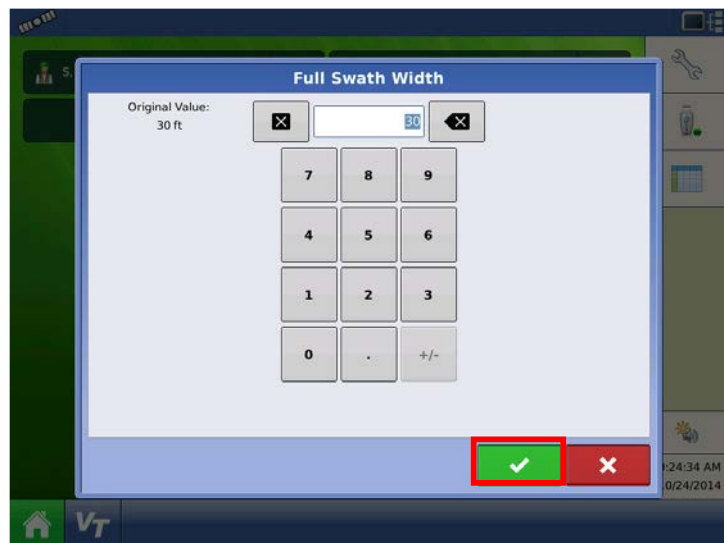 S.
Full Swath Width
Original Value:
30 ft
30
7 8 9
4 5 6
1 2 3
0 . +/-
:24:34 AM
0/24/2014
VT